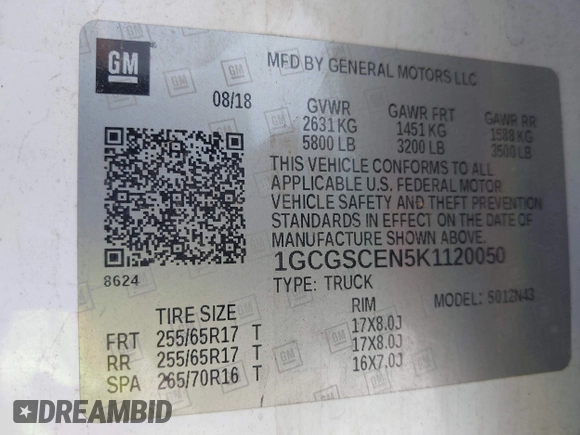 GM
MFD BY GENERAL MOTORS LLC
08/18
GVWR GAWR FRT GAWR RR
2631 KG 1451 KG 1588 KG
5800 LB 3200 LB 3500 LB
THIS VEHICLE CONFORMS TO ALL
APPLICABLE U.S. FEDERAL MOTOR
VEHICLE SAFETY AND THEFT PREVENTION
STANDARDS IN EFFECT ON THE DATE OF
MANUFACTURE SHOWN ABOVE.
1GCGSCEN5K1120050
8624
TYPE: TRUCK MODEL: S012N43
TIRE SIZE RIM
FRT 255/65R17 T 17X8.0J
RR 255/65R17 T 17X8.0J
SPA 265/70R16 T 16X7.0J
DREAMBID